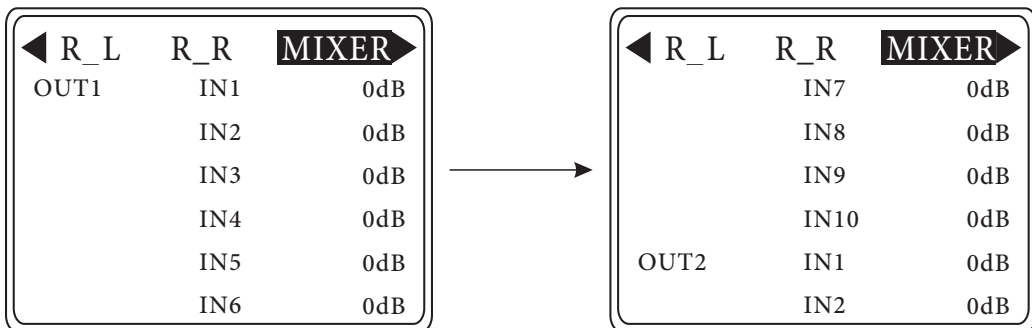 R_L R_R MIXER
OUT1 IN1 0dB
IN2 0dB
IN3 0dB
IN4 0dB
IN5 0dB
IN6 0dB
R_L R_R MIXER
IN7 0dB
IN8 0dB
IN9 0dB
IN10 0dB
OUT2 IN1 0dB
IN2 0dB